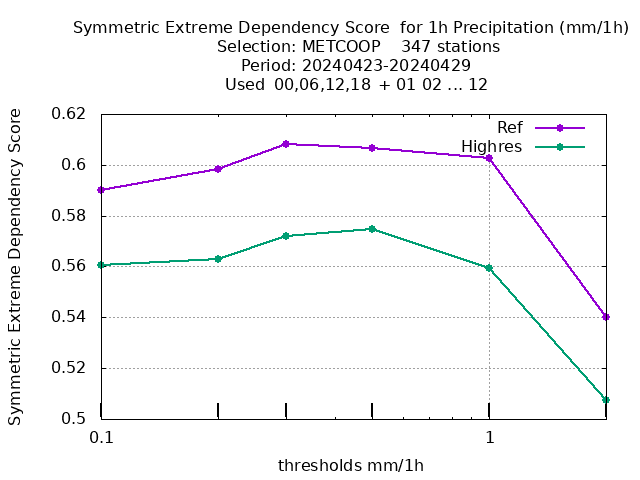 Symmetric Extreme Dependency Score  for 1h Precipitation (mm/1h)
Selection: METCOOP    347 stations
Period: 20240423-20240429
Used  00,06,12,18  + 01 02 ... 12
Symmetric Extreme Dependency Score
0.62
0.6
0.58
0.56
0.54
0.52
0.5
Ref
Highres
0.1
1
thresholds mm/1h